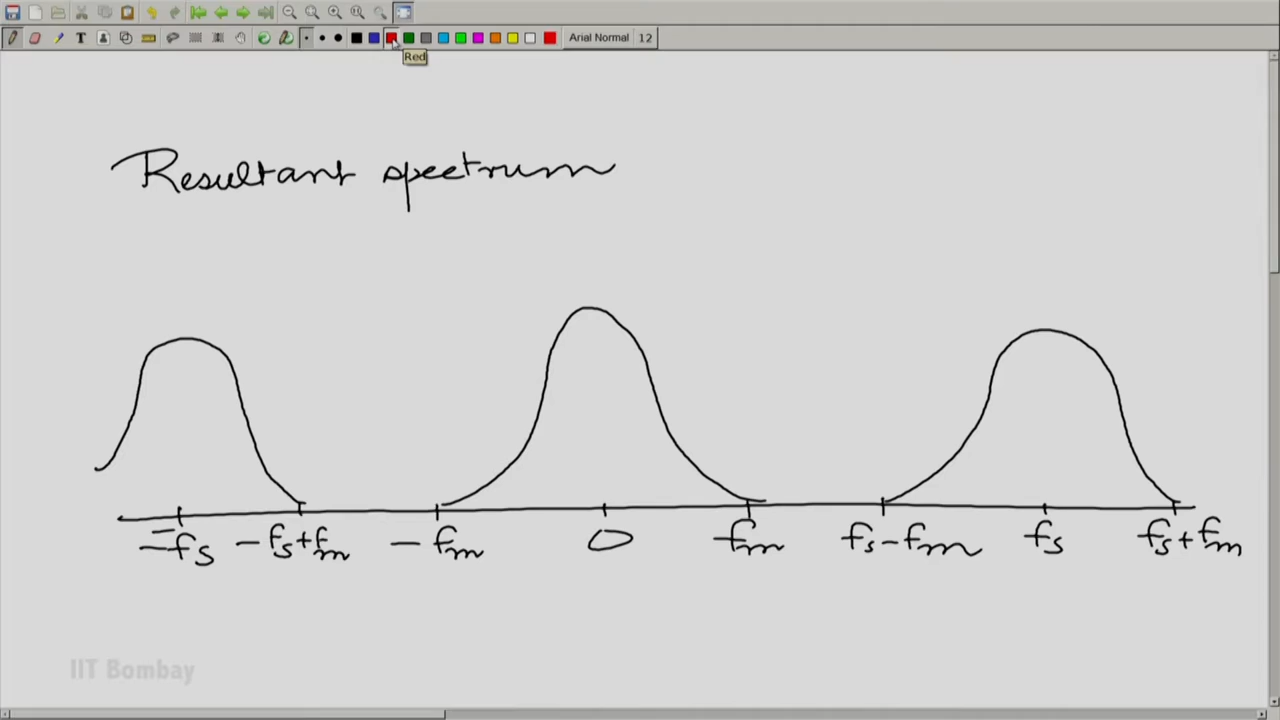 T Arial Normal 12
Red
Resultant spectrum
-fs -fs+fm -fm 0 fm fs-fm fs fs+fm
IIT Bombay